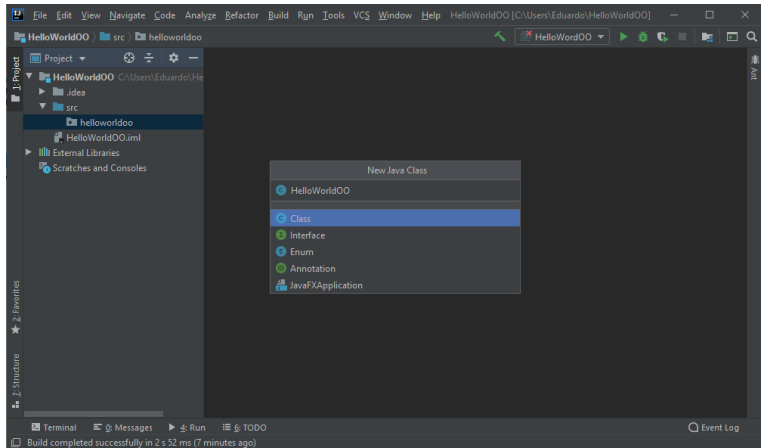 File Edit View Navigate Code Analyze Refactor Build Run Tools VCS Window Help HelloWorldOO [C:\Users\Eduardo\HelloWorldOO]
HelloWorldOO src helloworldoo HelloWordOO
1: Project
Project
HelloWorldOO C:\Users\Eduardo\He
.idea
src
helloworldoo
HelloWorldOO.iml
External Libraries
Scratches and Consoles
Ant
New Java Class
HelloWorldOO
Class
Interface
Enum
Annotation
JavaFXApplication
2: Favorites
7: Structure
Terminal 0: Messages 4: Run 6: TODO Event Log
Build completed successfully in 2 s 52 ms (7 minutes ago)